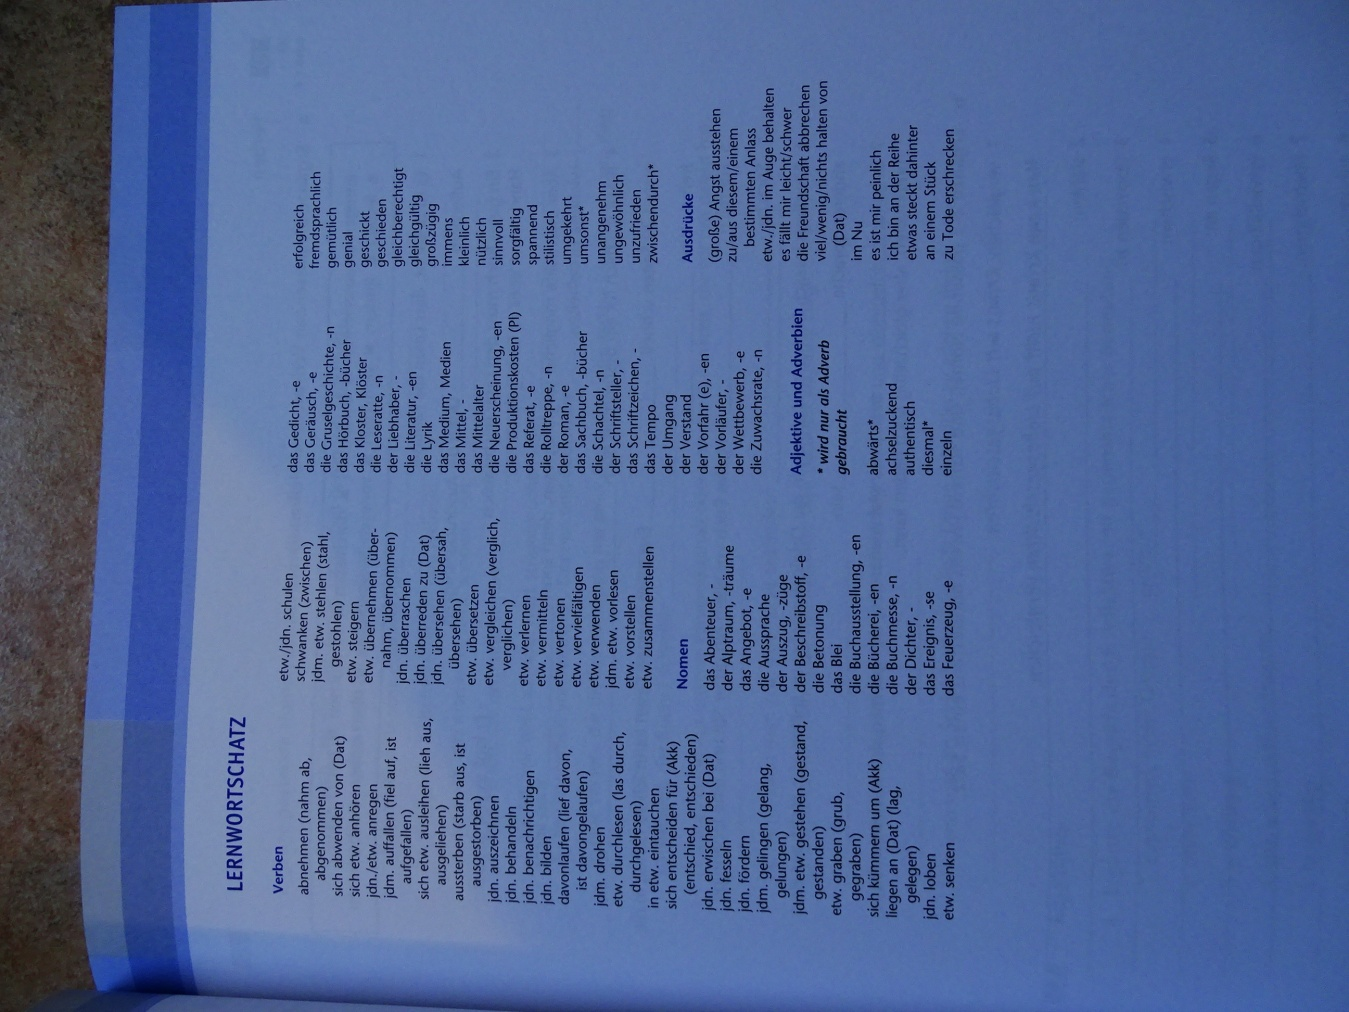 LERNWORTSCHATZ
Verben
abnehmen (nahm ab,
abgenommen)
sich abwenden von (Dat)
sich etw. anhören
jdn./etw. anregen
jdm. auffallen (fiel auf, ist
aufgefallen)
sich etw. ausleihen (lieh aus,
ausgeliehen)
aussterben (starb aus, ist
ausgestorben)
jdn. auszeichnen
jdn. behandeln
jdn. benachrichtigen
jdn. bilden
davonlaufen (lief davon,
ist davongelaufen)
jdm. drohen
etw. durchlesen (las durch,
durchgelesen)
in etw. eintauchen
sich entscheiden für (Akk)
(entschied, entschieden)
jdn. erwischen bei (Dat)
jdn. fesseln
jdn. fördern
jdm. gelingen (gelang,
gelungen)
jdm. etw. gestehen (gestand,
gestanden)
etw. graben (grub,
gegraben)
sich kümmern um (Akk)
liegen an (Dat) (lag,
gelegen)
jdn. loben
etw. senken
etw./jdn. schulen
schwanken (zwischen)
jdm. etw. stehlen (stahl,
gestohlen)
etw. steigern
etw. übernehmen (über-
nahm, übernommen)
jdn. überraschen
jdn. überreden zu (Dat)
jdn. übersehen (übersah,
übersehen)
etw. übersetzen
etw. vergleichen (verglich,
verglichen)
etw. verlernen
etw. vermitteln
etw. vertonen
etw. vervielfältigen
etw. verwenden
jdm. etw. vorlesen
etw. vorstellen
etw. zusammenstellen
Nomen
das Abenteuer, -
der Alptraum, -träume
das Angebot, -e
die Aussprache
der Auszug, -züge
der Beschreibstoff, -e
die Betonung
das Blei
die Buchausstellung, -en
die Bücherei, -en
die Buchmesse, -n
der Dichter, -
das Ereignis, -se
das Feuerzeug, -e
das Gedicht, -e
das Geräusch, -e
die Gruselgeschichte, -n
das Hörbuch, -bücher
das Kloster, Klöster
die Leseratte, -n
der Liebhaber, -
die Literatur, -en
die Lyrik
das Medium, Medien
das Mittel, -
das Mittelalter
die Neuerscheinung, -en
die Produktionskosten (Pl)
das Referat, -e
die Rolltreppe, -n
der Roman, -e
das Sachbuch, -bücher
die Schachtel, -n
der Schriftsteller, -
das Schriftzeichen, -
das Tempo
der Umgang
der Verstand
der Vorfahr (e), -en
der Vorläufer, -
der Wettbewerb, -e
die Zuwachsrate, -n
Adjektive und Adverbien
* wird nur als Adverb
gebraucht
abwärts*
achselzuckend
authentisch
diesmal*
einzeln
erfolgreich
fremdsprachlich
gemütlich
genial
geschickt
geschieden
gleichberechtigt
gleichgültig
großzügig
immens
kleinlich
nützlich
sinnvoll
sorgfältig
spannend
stilistisch
umgekehrt
umsonst*
unangenehm
ungewöhnlich
unzufrieden
zwischendurch*
Ausdrücke
(große) Angst ausstehen
zu/aus diesem/einem
bestimmten Anlass
etw./jdn. im Auge behalten
es fällt mir leicht/schwer
die Freundschaft abbrechen
viel/wenig/nichts halten von
(Dat)
im Nu
es ist mir peinlich
ich bin an der Reihe
etwas steckt dahinter
an einem Stück
zu Tode erschrecken